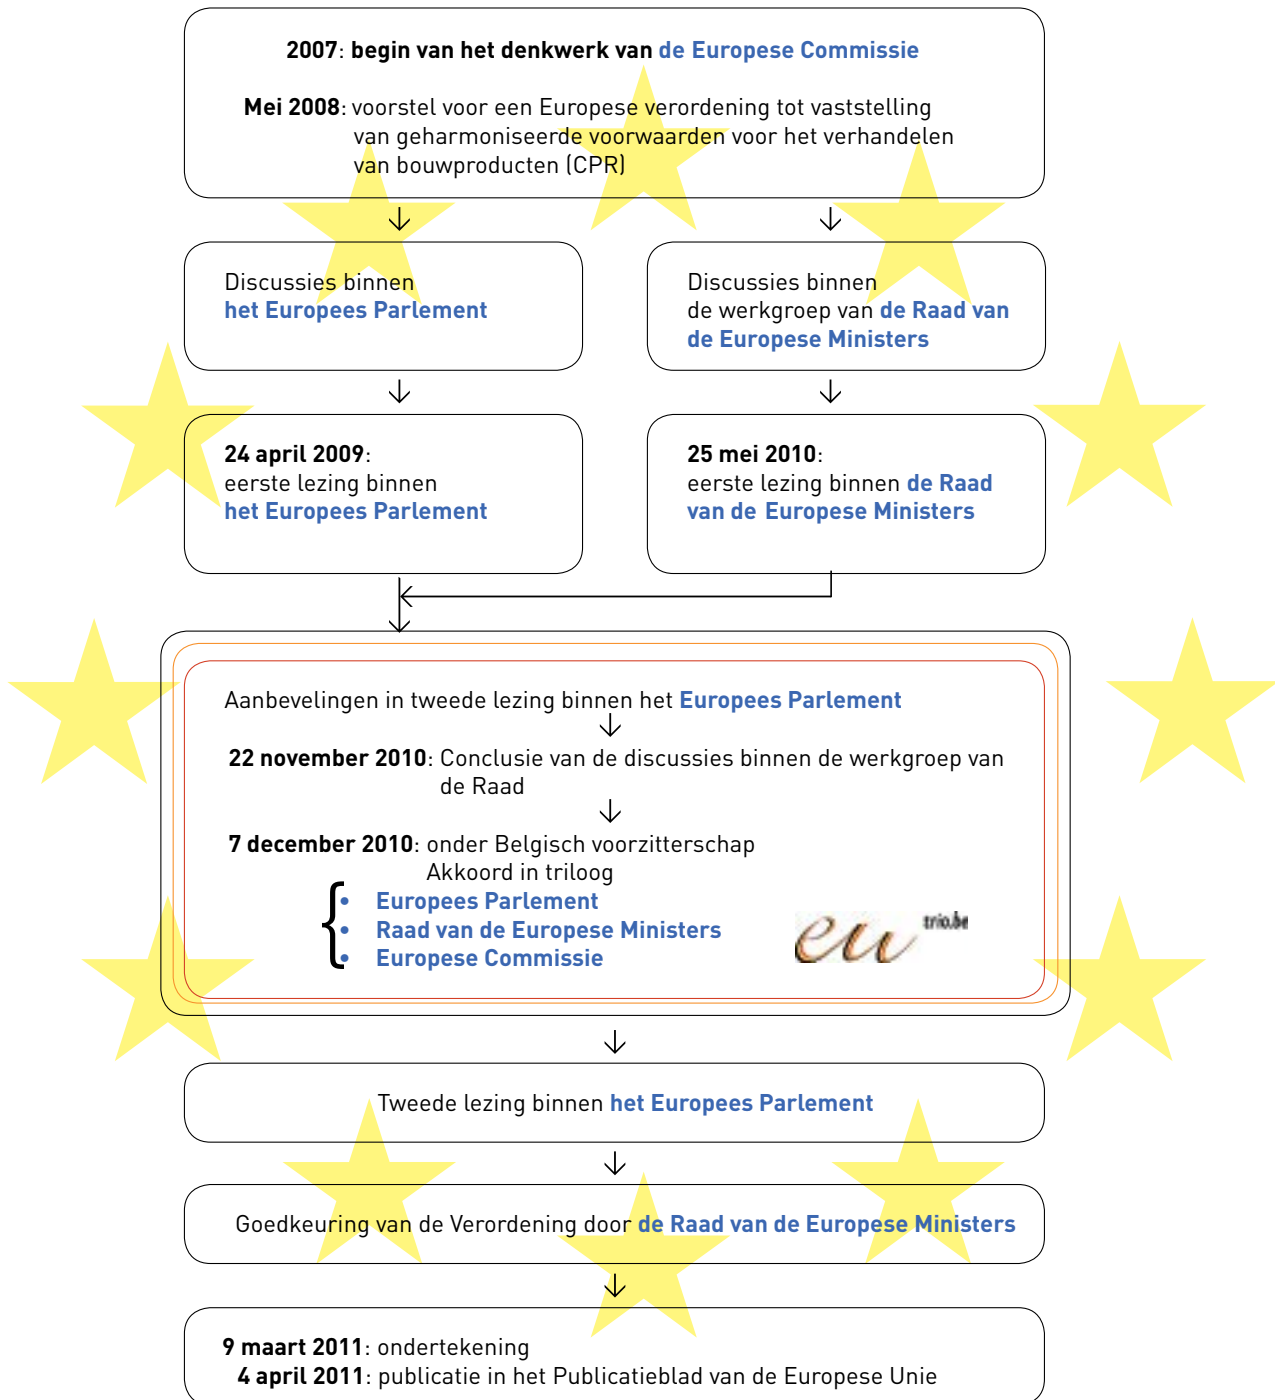 2007: begin van het denkwerk van de Europese Commissie
Mei 2008: voorstel voor een Europese verordening tot vaststelling
van geharmoniseerde voorwaarden voor het verhandelen
van bouwproducten (CPR)
Discussies binnen
het Europees Parlement
Discussies binnen
de werkgroep van de Raad van
de Europese Ministers
24 april 2009:
eerste lezing binnen
het Europees Parlement
25 mei 2010:
eerste lezing binnen de Raad
van de Europese Ministers
Aanbevelingen in tweede lezing binnen het Europees Parlement
22 november 2010: Conclusie van de discussies binnen de werkgroep van
de Raad
7 december 2010: onder Belgisch voorzitterschap
Akkoord in triloog
• Europees Parlement
• Raad van de Europese Ministers
• Europese Commissie
eu trio.be
Tweede lezing binnen het Europees Parlement
Goedkeuring van de Verordening door de Raad van de Europese Ministers
9 maart 2011: ondertekening
4 april 2011: publicatie in het Publicatieblad van de Europese Unie